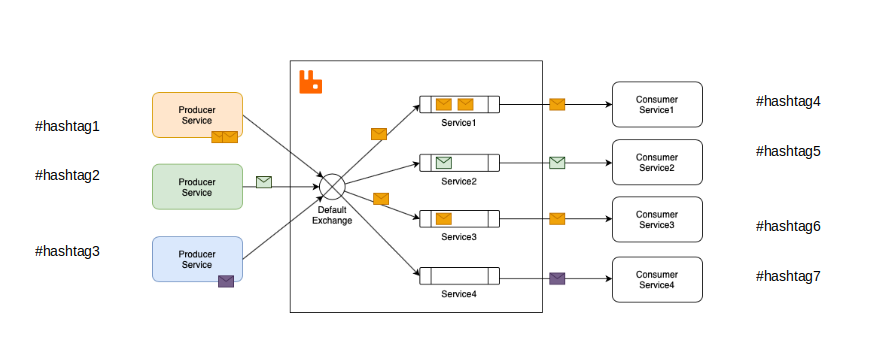 #hashtag1
#hashtag2
#hashtag3
Producer
Service
Producer
Service
Producer
Service
Default
Exchange
Service1
Service2
Service3
Service4
Consumer
Service1
Consumer
Service2
Consumer
Service3
Consumer
Service4
#hashtag4
#hashtag5
#hashtag6
#hashtag7